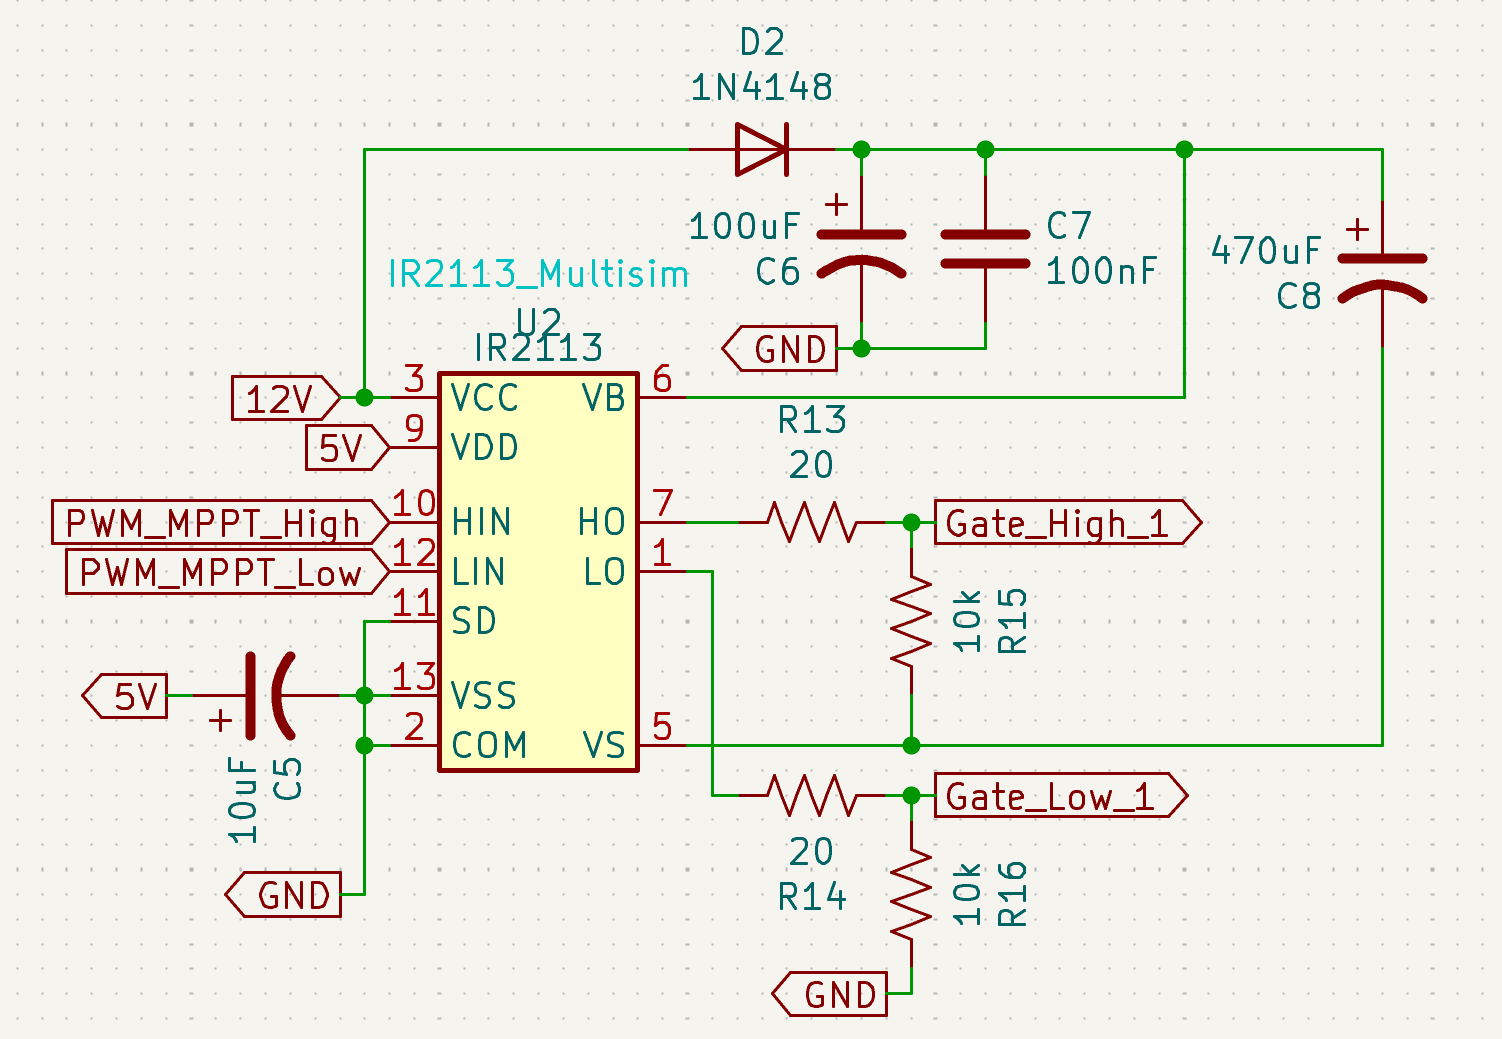 D2
1N4148
+
100uF
C6
C7
100nF
+
470uF
C8
IR2113_Multisim
U2
IR2113
GND
12V
3
VCC
VB
6
5V
9
VDD
R13
20
PWM_MPPT_High
10
HIN
HO
7
Gate_High_1
PWM_MPPT_Low
12
LIN
LO
1
11
SD
10k
R15
5V
+
13
VSS
2
COM
VS
5
10uF
C5
Gate_Low_1
20
R14
10k
R16
GND
GND